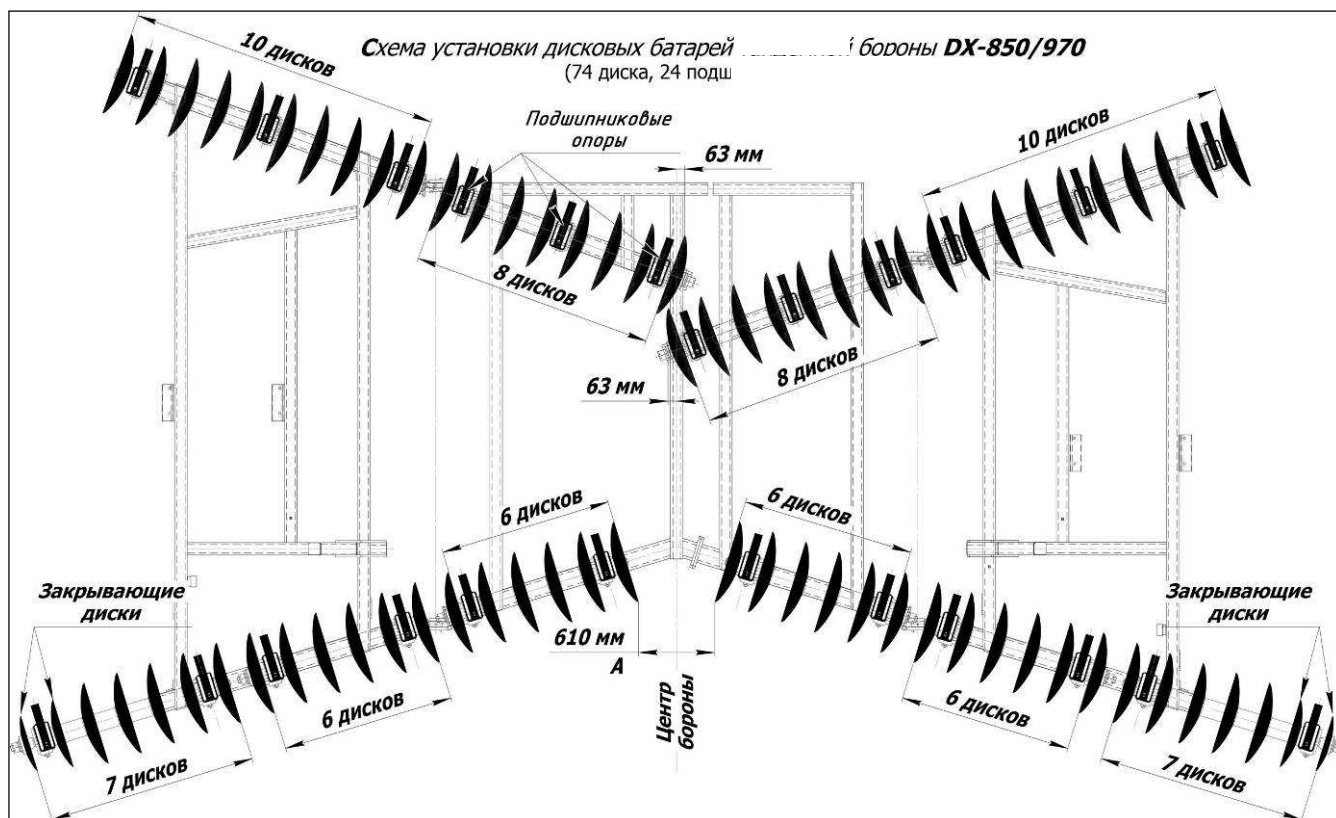 10 дисков
Схема установки дисковых батарей бороны DX-850/970
(74 диска, 24
Подшипниковые
опоры
63 мм
10 дисков
8 дисков
8 дисков
63 мм
6 дисков
6 дисков
Закрывающие
диски
Закрывающие
диски
610 мм
А
Центр
бороны
6 дисков
6 дисков
7 дисков
7 дисков